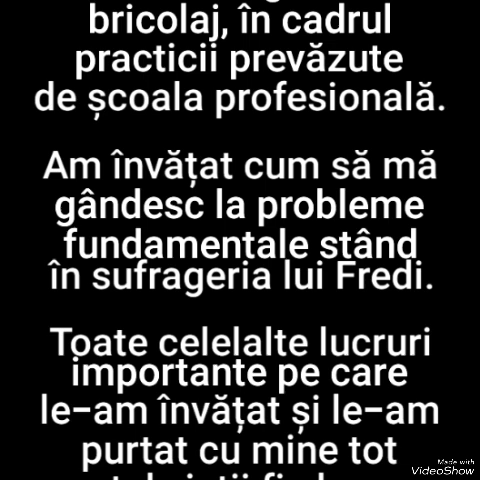 bricolaj, în cadrul
practicii prevăzute
de școala profesională.
Am învățat cum să mă
gândesc la probleme
fundamentale stând
în sufrageria lui Fredi.
Toate celelalte lucruri
importante pe care
le-am învățat și le-am
purtat cu mine tot
Made with
VideoShow